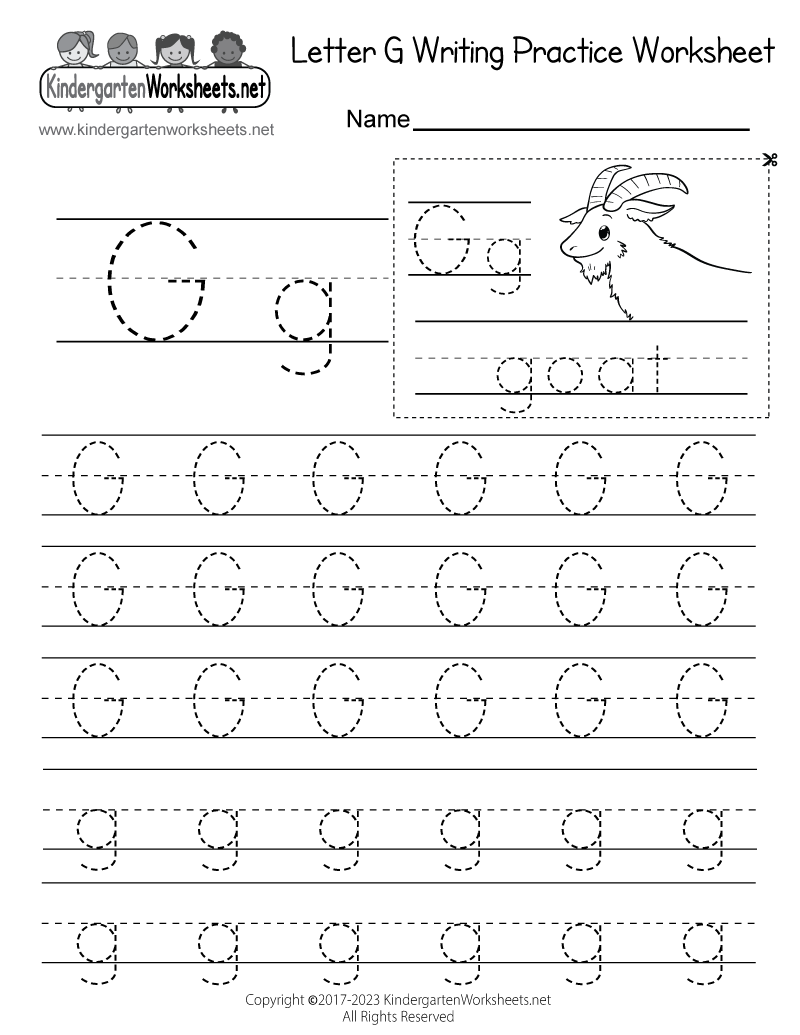 KindergartenWorksheets.net
www.kindergartenworksheets.net
Letter G Writing Practice Worksheet
Name
G g
G g
goat
G G G G G G
G G G G G G
G G G G G G
g g g g g g
g g g g g g
Copyright ©2017-2023 KindergartenWorksheets.net
All Rights Reserved